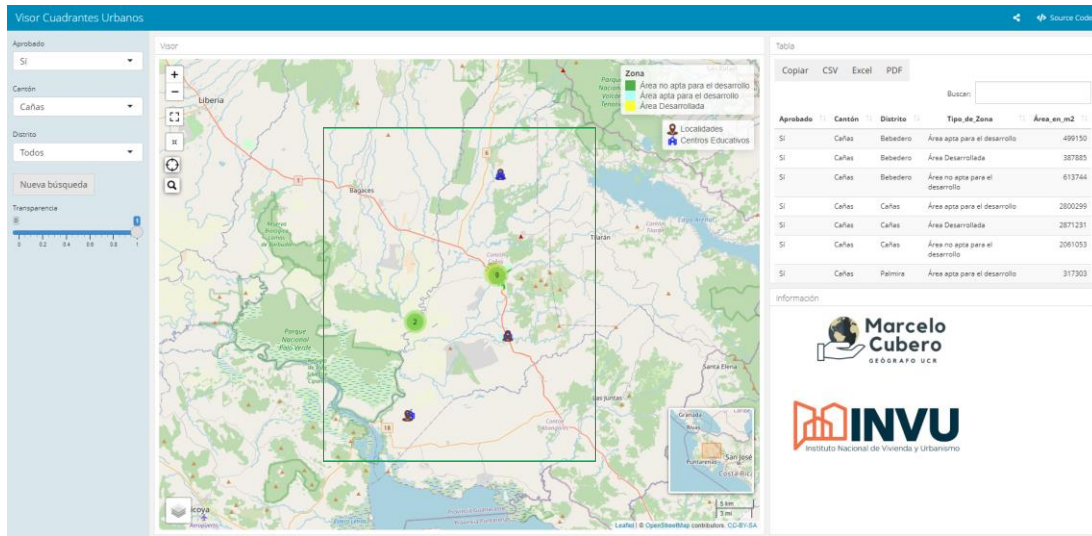 Visor Cuadrantes Urbanos
Source Code
Aprobado
Sí
Cantón
Cañas
Distrito
Todos
Nueva búsqueda
Transparencia
0 1
0 0.2 0.4 0.6 0.8 1
Visor
+
−
Liberia
Bagaces
Tilarán
Santa Elena
Las Juntas
Parque
Nacional
Palo Verde
Zona
Área no apta para el desarrollo
Área apta para el desarrollo
Área Desarrollada
Localidades
Centros Educativos
9
2
18
Granada
Rivas
San José
Puntarenas
Costa Rica
5 km
3 mi
Leaflet | © OpenStreetMap contributors, CC-BY-SA
Tabla
Copiar CSV Excel PDF
Buscar:
Aprobado Cantón Distrito Tipo_de_Zona Área_en_m2
Sí Cañas Bebedero Área apta para el desarrollo 499150
Sí Cañas Bebedero Área Desarrollada 387885
Sí Cañas Bebedero Área no apta para el 613744
desarrollo
Sí Cañas Cañas Área apta para el desarrollo 2800299
Sí Cañas Cañas Área Desarrollada 2871231
Sí Cañas Cañas Área no apta para el 2061053
desarrollo
Sí Cañas Palmira Área apta para el desarrollo 317303
Información
Marcelo
Cubero
GEÓGRAFO UCR
INVU
Instituto Nacional de Vivienda y Urbanismo